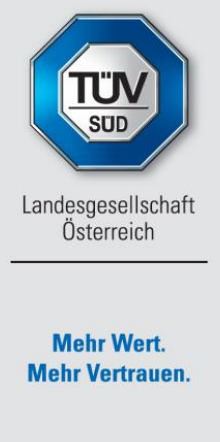 TÜV
SÜD
Landesgesellschaft
Österreich
Mehr Wert.
Mehr Vertrauen.